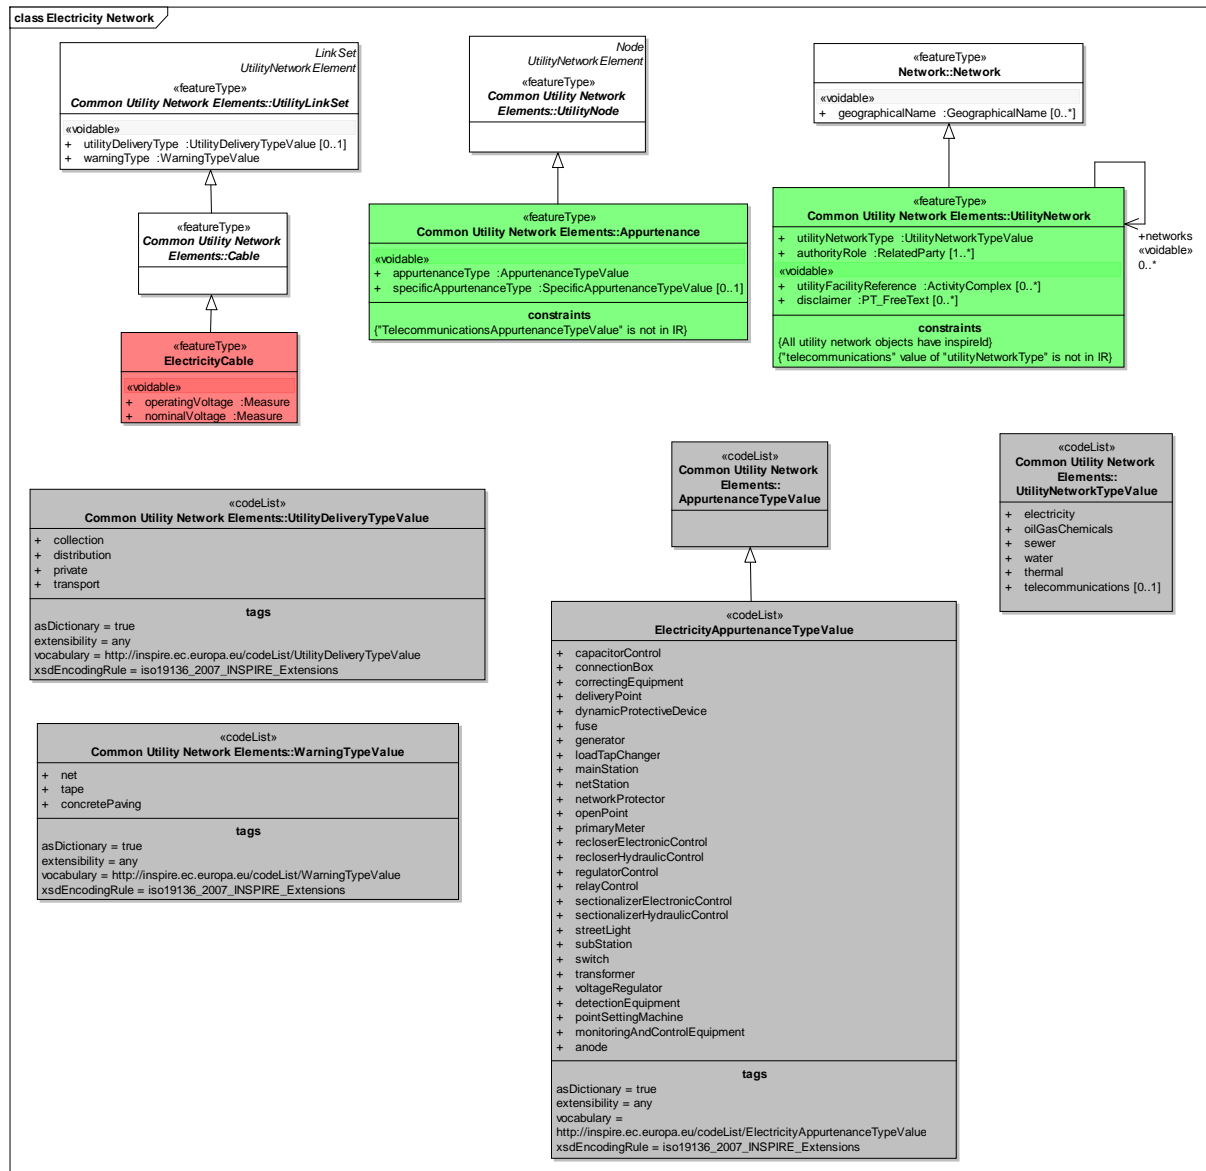 class Electricity Network
LinkSet
UtilityNetworkElement
«featureType»
Common Utility Network Elements::UtilityLinkSet
«voidable»
+ utilityDeliveryType :UtilityDeliveryTypeValue [0..1]
+ warningType :WarningTypeValue
Node
UtilityNetworkElement
«featureType»
Common Utility Network
Elements::UtilityNode
«featureType»
Network::Network
«voidable»
+ geographicalName :GeographicalName [0..*]
«featureType»
Common Utility Network
Elements::Cable
«featureType»
Common Utility Network Elements::Appurtenance
«voidable»
+ appurtenanceType :AppurtenanceTypeValue
+ specificAppurtenanceType :SpecificAppurtenanceTypeValue [0..1]
constraints
{"TelecommunicationsAppurtenanceTypeValue" is not in IR}
«featureType»
Common Utility Network Elements::UtilityNetwork
+ utilityNetworkType :UtilityNetworkTypeValue
+ authorityRole :RelatedParty [1..*]
«voidable»
+ utilityFacilityReference :ActivityComplex [0..*]
+ disclaimer :PT_FreeText [0..*]
constraints
{All utility network objects have inspireId}
{"telecommunications" value of "utilityNetworkType" is not in IR}
+networks
«voidable»
0..*
«featureType»
ElectricityCable
«voidable»
+ operatingVoltage :Measure
+ nominalVoltage :Measure
«codeList»
Common Utility Network
Elements::
AppurtenanceTypeValue
«codeList»
Common Utility Network
Elements::
UtilityNetworkTypeValue
+ electricity
+ oilGasChemicals
+ sewer
+ water
+ thermal
+ telecommunications [0..1]
«codeList»
Common Utility Network Elements::UtilityDeliveryTypeValue
+ collection
+ distribution
+ private
+ transport
tags
asDictionary = true
extensibility = any
vocabulary = http://inspire.ec.europa.eu/codeList/UtilityDeliveryTypeValue
xsdEncodingRule = iso19136_2007_INSPIRE_Extensions
«codeList»
Common Utility Network Elements::WarningTypeValue
+ net
+ tape
+ concretePaving
tags
asDictionary = true
extensibility = any
vocabulary = http://inspire.ec.europa.eu/codeList/WarningTypeValue
xsdEncodingRule = iso19136_2007_INSPIRE_Extensions
«codeList»
ElectricityAppurtenanceTypeValue
+ capacitorControl
+ connectionBox
+ correctingEquipment
+ deliveryPoint
+ dynamicProtectiveDevice
+ fuse
+ generator
+ loadTapChanger
+ mainStation
+ netStation
+ networkProtector
+ openPoint
+ primaryMeter
+ recloserElectronicControl
+ recloserHydraulicControl
+ regulatorControl
+ relayControl
+ sectionalizerElectronicControl
+ sectionalizerHydraulicControl
+ streetLight
+ subStation
+ switch
+ transformer
+ voltageRegulator
+ detectionEquipment
+ pointSettingMachine
+ monitoringAndControlEquipment
+ anode
tags
asDictionary = true
extensibility = any
vocabulary =
http://inspire.ec.europa.eu/codeList/ElectricityAppurtenanceTypeValue
xsdEncodingRule = iso19136_2007_INSPIRE_Extensions